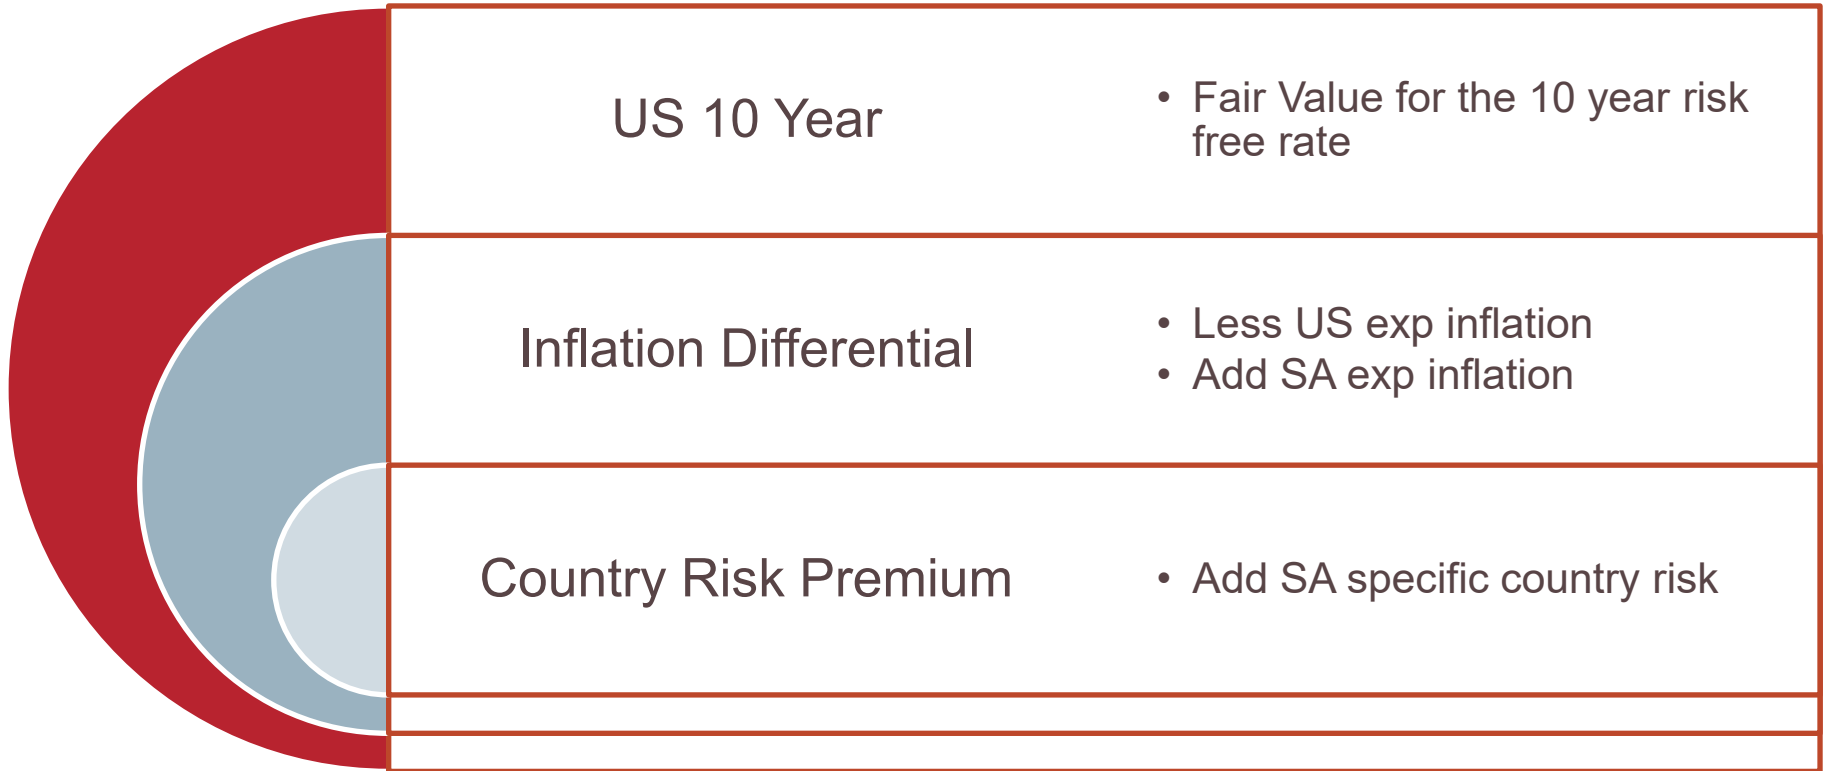 US 10 Year
• Fair Value for the 10 year risk
free rate
Inflation Differential
• Less US exp inflation
• Add SA exp inflation
Country Risk Premium
• Add SA specific country risk